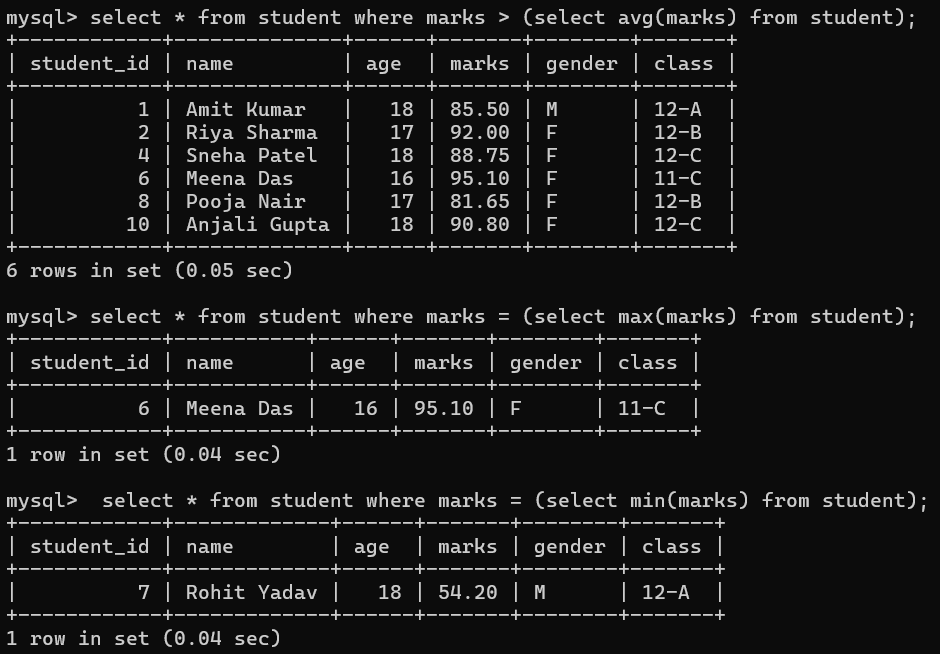 mysql> select * from student where marks > (select avg(marks) from student);
+------------+--------------+------+-------+--------+-------+
| student_id | name         | age  | marks | gender | class |
+------------+--------------+------+-------+--------+-------+
|          1 | Amit Kumar   |   18 | 85.50 | M      | 12-A  |
|          2 | Riya Sharma  |   17 | 92.00 | F      | 12-B  |
|          4 | Sneha Patel  |   18 | 88.75 | F      | 12-C  |
|          6 | Meena Das    |   16 | 95.10 | F      | 11-C  |
|          8 | Pooja Nair   |   17 | 81.65 | F      | 12-B  |
|         10 | Anjali Gupta |   18 | 90.80 | F      | 12-C  |
+------------+--------------+------+-------+--------+-------+
6 rows in set (0.05 sec)

mysql> select * from student where marks = (select max(marks) from student);
+------------+-----------+------+-------+--------+-------+
| student_id | name      | age  | marks | gender | class |
+------------+-----------+------+-------+--------+-------+
|          6 | Meena Das |   16 | 95.10 | F      | 11-C  |
+------------+-----------+------+-------+--------+-------+
1 row in set (0.04 sec)

mysql>  select * from student where marks = (select min(marks) from student);
+------------+-------------+------+-------+--------+-------+
| student_id | name        | age  | marks | gender | class |
+------------+-------------+------+-------+--------+-------+
|          7 | Rohit Yadav |   18 | 54.20 | M      | 12-A  |
+------------+-------------+------+-------+--------+-------+
1 row in set (0.04 sec)